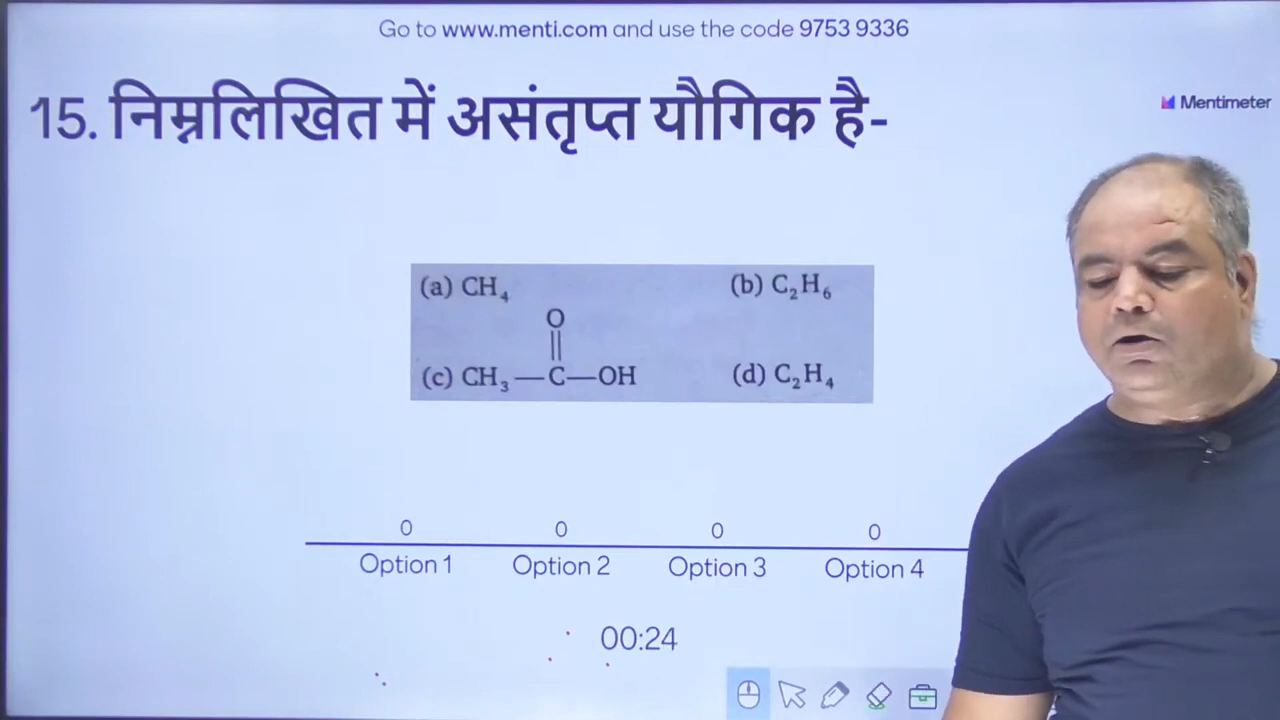 Go to www.menti.com and use the code 9753 9336
Mentimeter
15. निम्नलिखित में असंतृप्त यौगिक है-
(a) CH₄ (b) C₂H₆
O
||
(c) CH₃—C—OH (d) C₂H₄
0 0 0 0
Option 1 Option 2 Option 3 Option 4
00:24